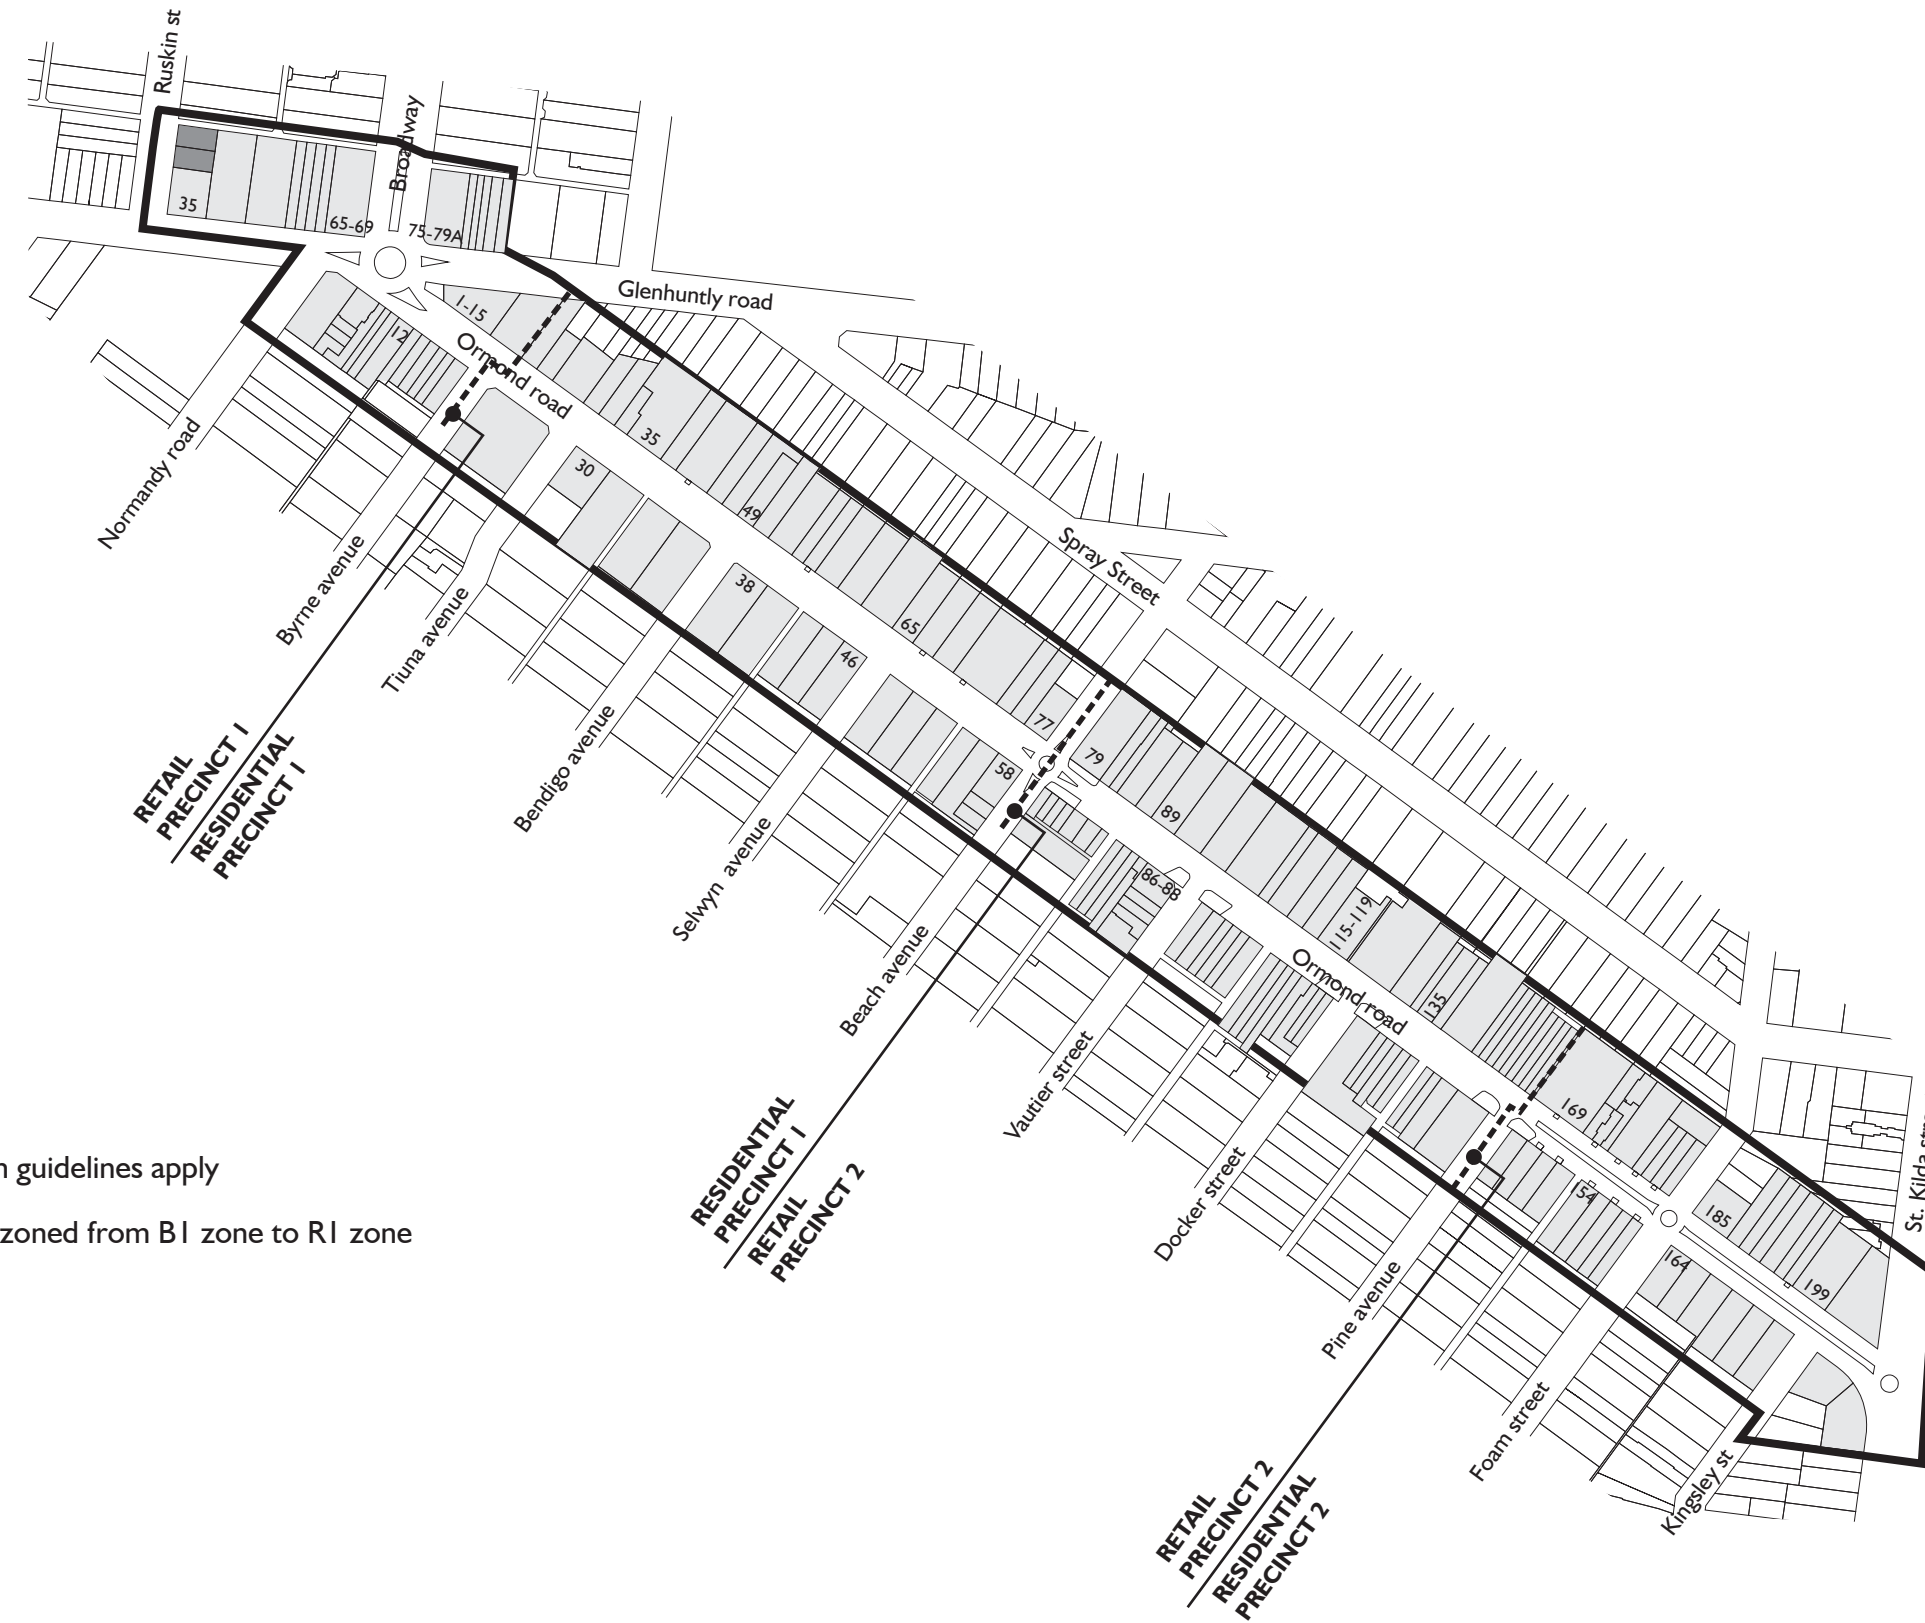 Ruskin st
Broadway
35
65-69
75-79A
Glenhuntly road
1-15
12
Ormond road
35
30
49
Normandy road
Spray Street
Byrne avenue
38
Tiuna avenue
65
46
77
79
Bendigo avenue
58
89
RETAIL
PRECINCT 1
RESIDENTIAL
PRECINCT 1
Selwyn avenue
86-88
115-119
Ormond road
Beach avenue
135
Vautier street
169
n guidelines apply
RESIDENTIAL
PRECINCT 1
RETAIL
PRECINCT 2
Docker street
154
185
St. Kilda str
zoned from B1 zone to R1 zone
164
199
Pine avenue
Foam street
Kingsley st
RETAIL
PRECINCT 2
RESIDENTIAL
PRECINCT 2